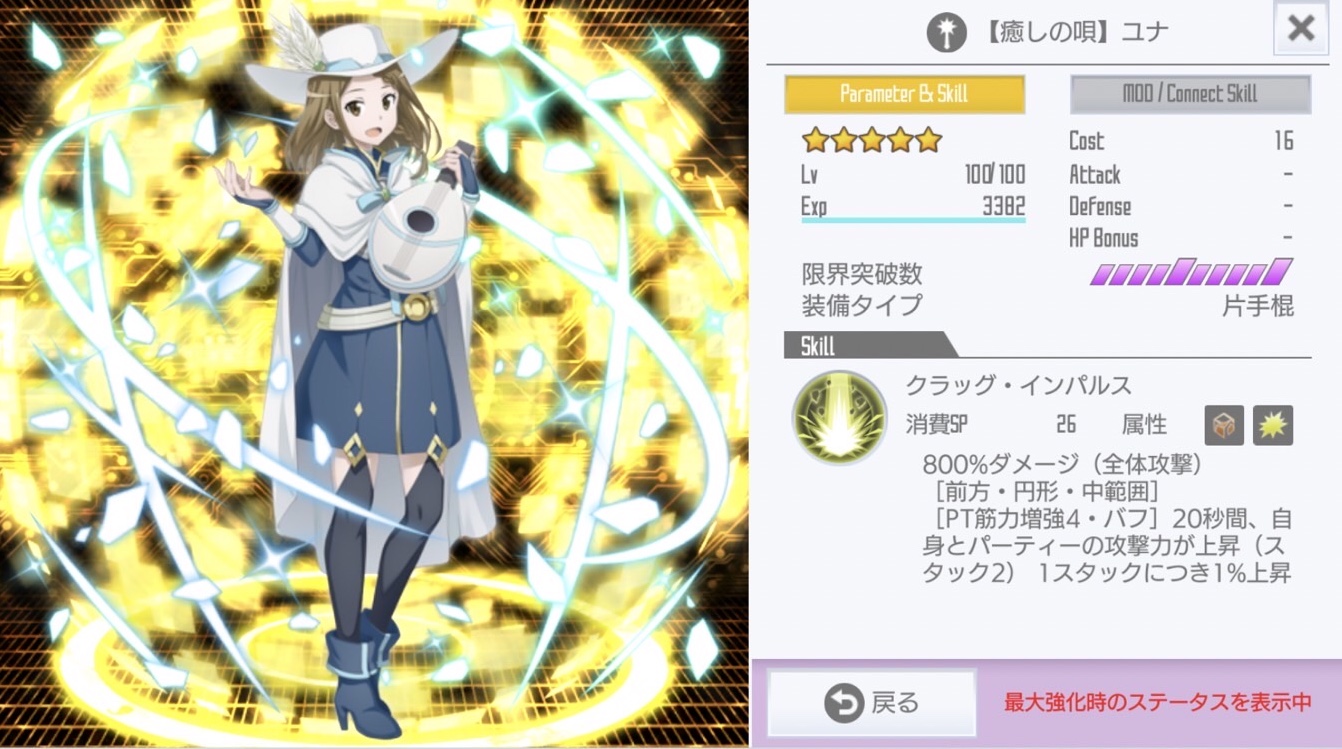 【癒しの唄】ユナ
Parameter & Skill
MOD / Connect Skill
Lv 100/100
Exp 3382
Cost 16
Attack -
Defense -
HP Bonus -
限界突破数
装備タイプ 片手棍
Skill
クラッグ・インパルス
消費SP 26 属性
800%ダメージ（全体攻撃）
［前方・円形・中範囲］
［PT筋力増強4・バフ］20秒間、自
身とパーティーの攻撃力が上昇（ス
タック2） 1スタックにつき1%上昇
戻る
最大強化時のステータスを表示中